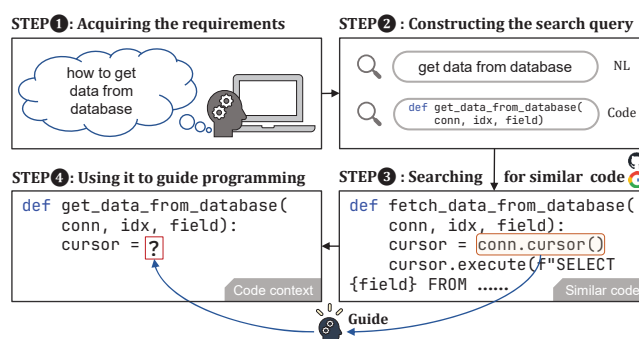 STEP❶: Acquiring the requirements
how to get
data from
database
STEP❷: Constructing the search query
get data from database
NL
def get_data_from_database(
conn, idx, field)
Code
STEP❸: Searching for similar code
def fetch_data_from_database(
conn, idx, field):
cursor = conn.cursor()
cursor.execute(f"SELECT
{field} FROM ……
Similar code
STEP❹: Using it to guide programming
def get_data_from_database(
conn, idx, field):
cursor = ?
Code context
Guide